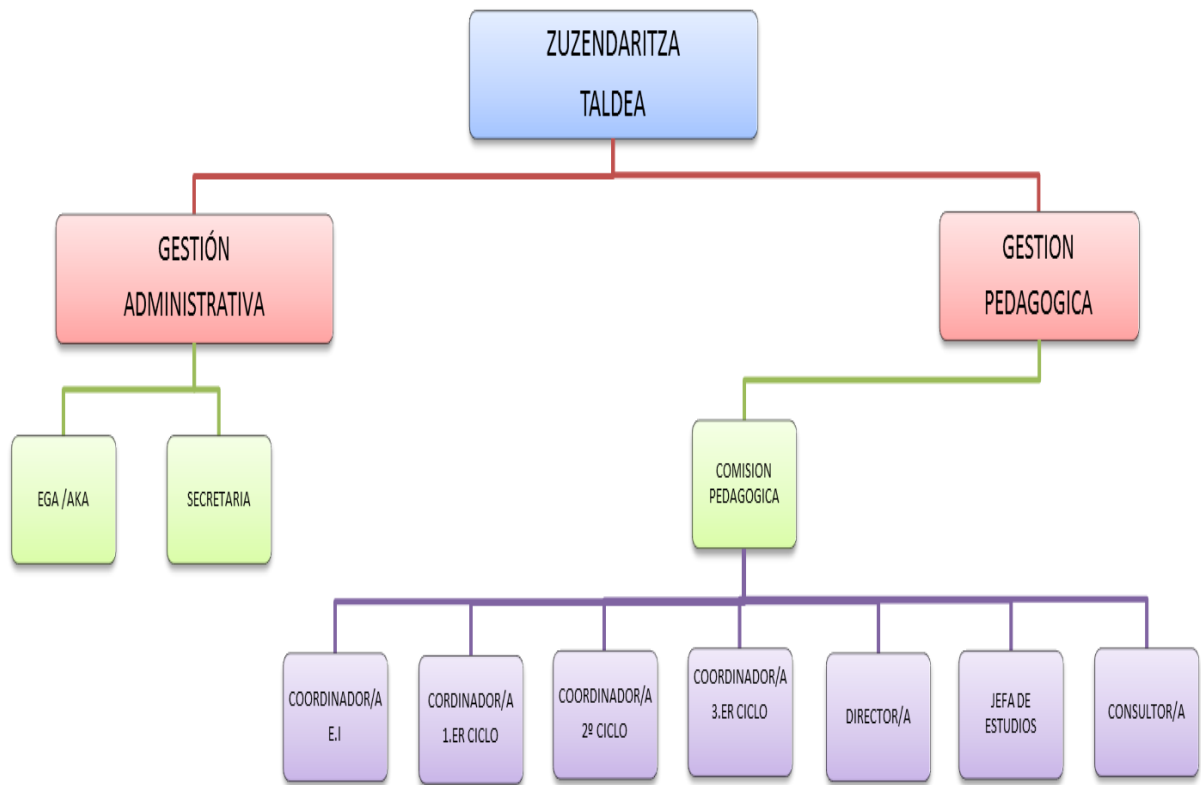 ZUZENDARITZA
TALDEA
GESTIÓN
ADMINISTRATIVA
GESTION
PEDAGOGICA
EGA /AKA
SECRETARIA
COMISION
PEDAGOGICA
COORDINADOR/A
E.I
CORDINADOR/A
1.ER CICLO
COORDINADOR/A
2º CICLO
COORDINADOR/A
3.ER CICLO
DIRECTOR/A
JEFA DE
ESTUDIOS
CONSULTOR/A